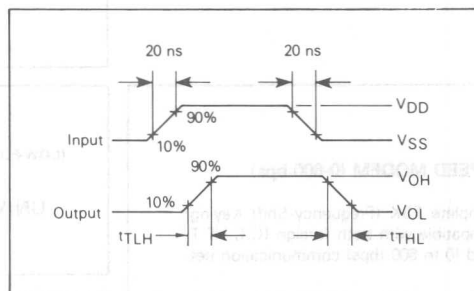 20 ns
20 ns
90%
10%
Input
VDD
VSS
90%
10%
Output
VOH
VOL
tTLH
tTHL